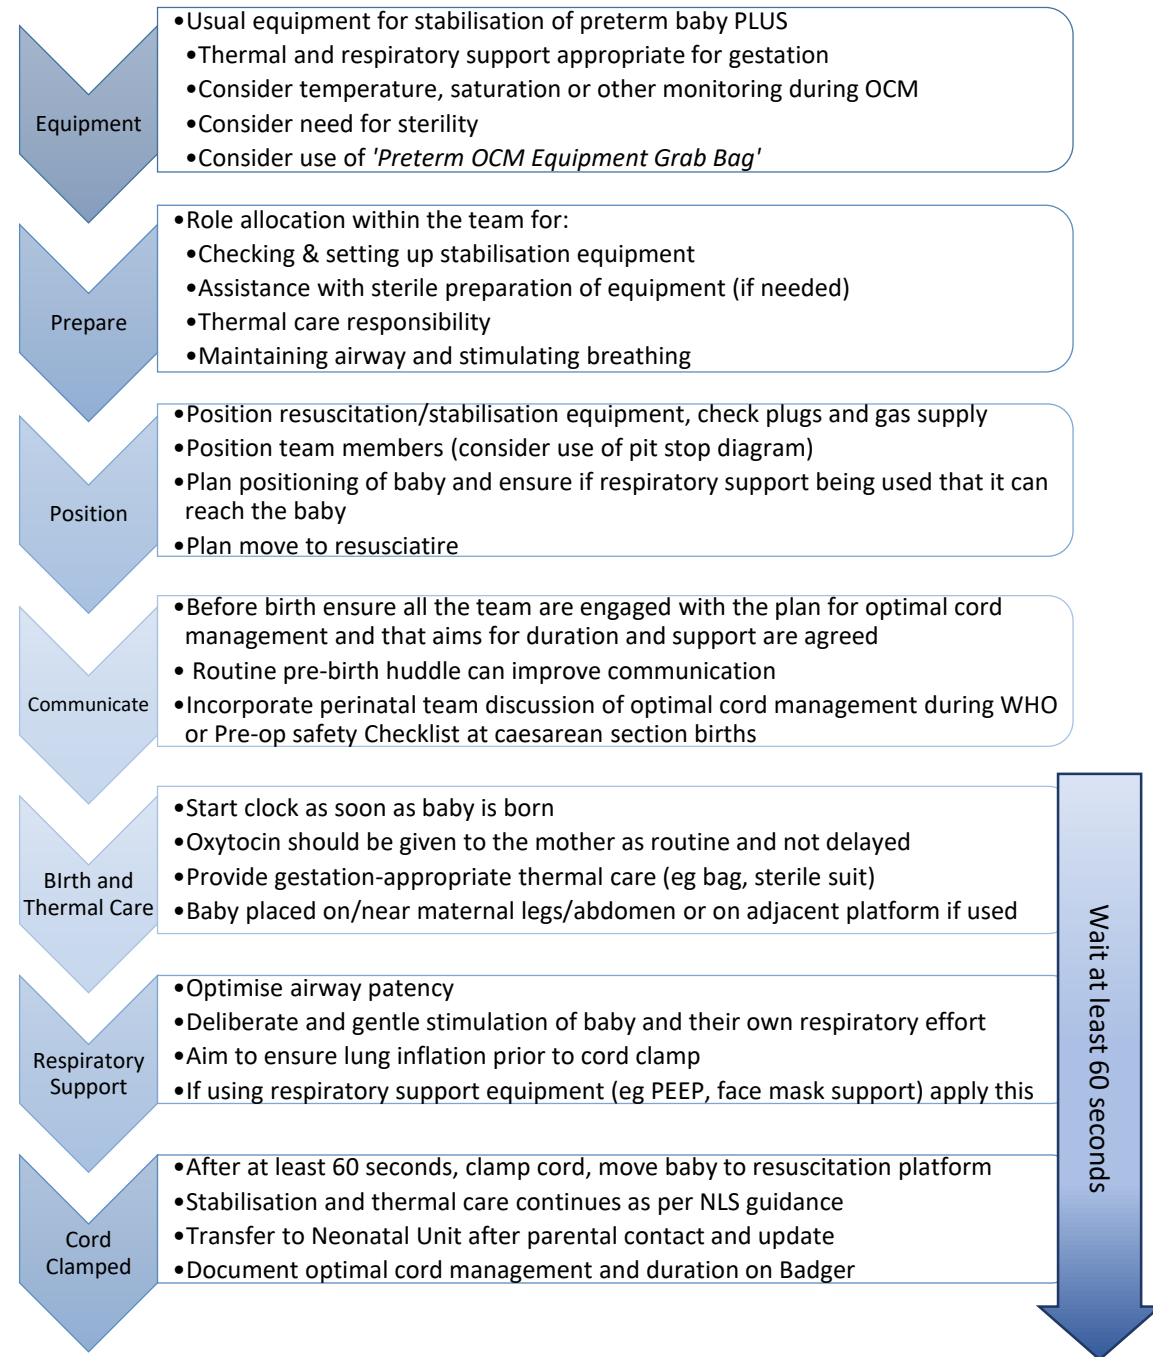 Equipment
•Usual equipment for stabilisation of preterm baby PLUS
•Thermal and respiratory support appropriate for gestation
•Consider temperature, saturation or other monitoring during OCM
•Consider need for sterility
•Consider use of 'Preterm OCM Equipment Grab Bag'
Prepare
•Role allocation within the team for:
•Checking & setting up stabilisation equipment
•Assistance with sterile preparation of equipment (if needed)
•Thermal care responsibility
•Maintaining airway and stimulating breathing
Position
•Position resuscitation/stabilisation equipment, check plugs and gas supply
•Position team members (consider use of pit stop diagram)
•Plan positioning of baby and ensure if respiratory support being used that it can
reach the baby
•Plan move to resusciatire
Communicate
•Before birth ensure all the team are engaged with the plan for optimal cord
management and that aims for duration and support are agreed
• Routine pre-birth huddle can improve communication
•Incorporate perinatal team discussion of optimal cord management during WHO
or Pre-op safety Checklist at caesarean section births
BIrth and
Thermal Care
•Start clock as soon as baby is born
•Oxytocin should be given to the mother as routine and not delayed
•Provide gestation-appropriate thermal care (eg bag, sterile suit)
•Baby placed on/near maternal legs/abdomen or on adjacent platform if used
Respiratory
Support
•Optimise airway patency
•Deliberate and gentle stimulation of baby and their own respiratory effort
•Aim to ensure lung inflation prior to cord clamp
•If using respiratory support equipment (eg PEEP, face mask support) apply this
Cord
Clamped
•After at least 60 seconds, clamp cord, move baby to resuscitation platform
•Stabilisation and thermal care continues as per NLS guidance
•Transfer to Neonatal Unit after parental contact and update
•Document optimal cord management and duration on Badger
Wait at least 60 seconds